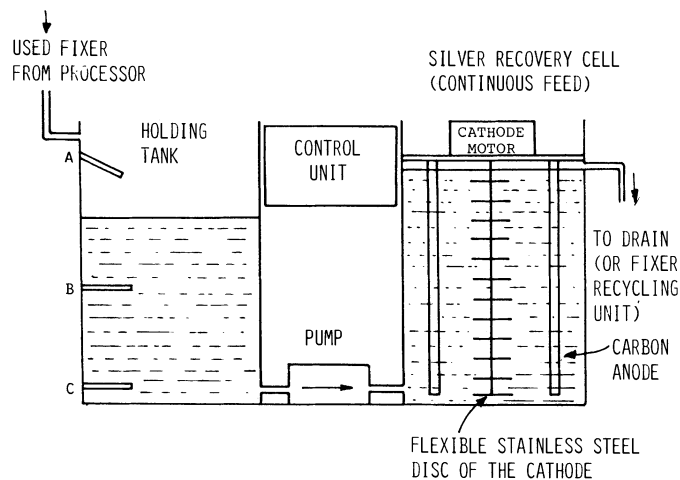 USED FIXER
FROM PROCESSOR
SILVER RECOVERY CELL
(CONTINUOUS FEED)
HOLDING
TANK
CONTROL
UNIT
CATHODE
MOTOR
A
B
C
PUMP
TO DRAIN
(OR FIXER
RECYCLING
UNIT)
CARBON
ANODE
FLEXIBLE STAINLESS STEEL
DISC OF THE CATHODE